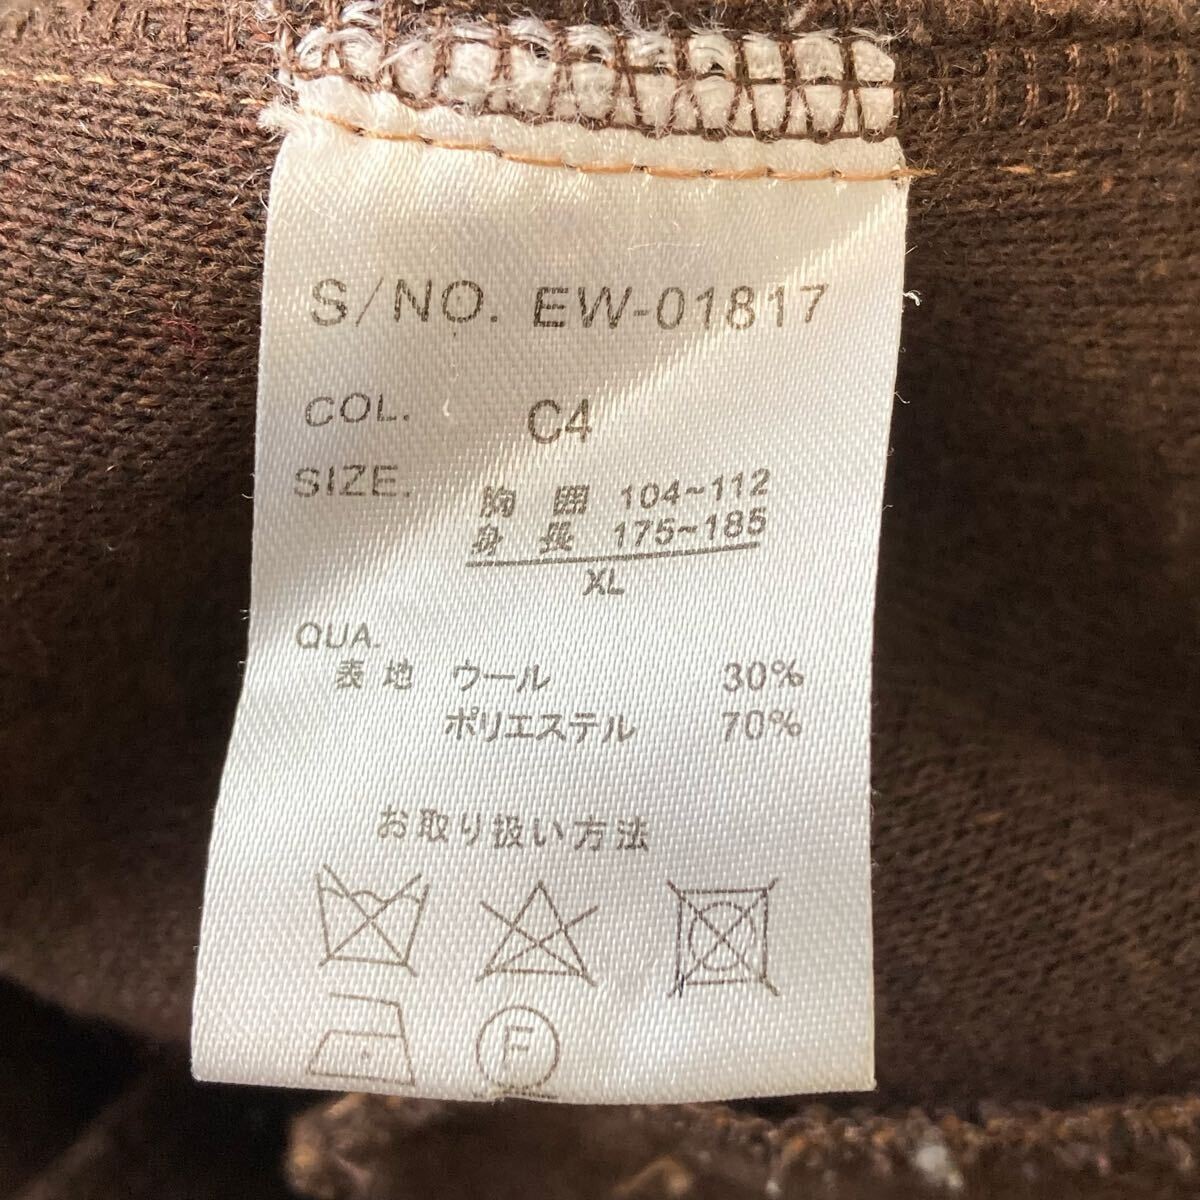 S/NO. EW-01817
COL. C4
SIZE. 胸囲 104~112
身長 175~185
XL
QUA.
表地 ウール 30%
ポリエステル 70%
お取り扱い方法
F